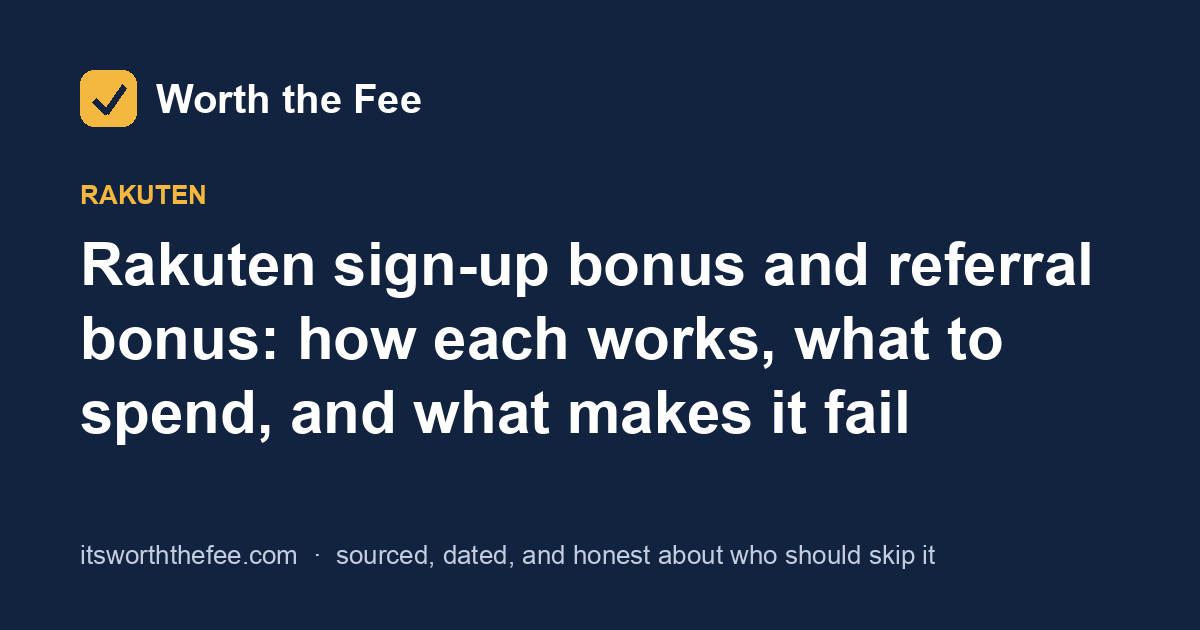 Worth the Fee
RAKUTEN
Rakuten sign-up bonus and referral
bonus: how each works, what to
spend, and what makes it fail
itsworththefee.com · sourced, dated, and honest about who should skip it